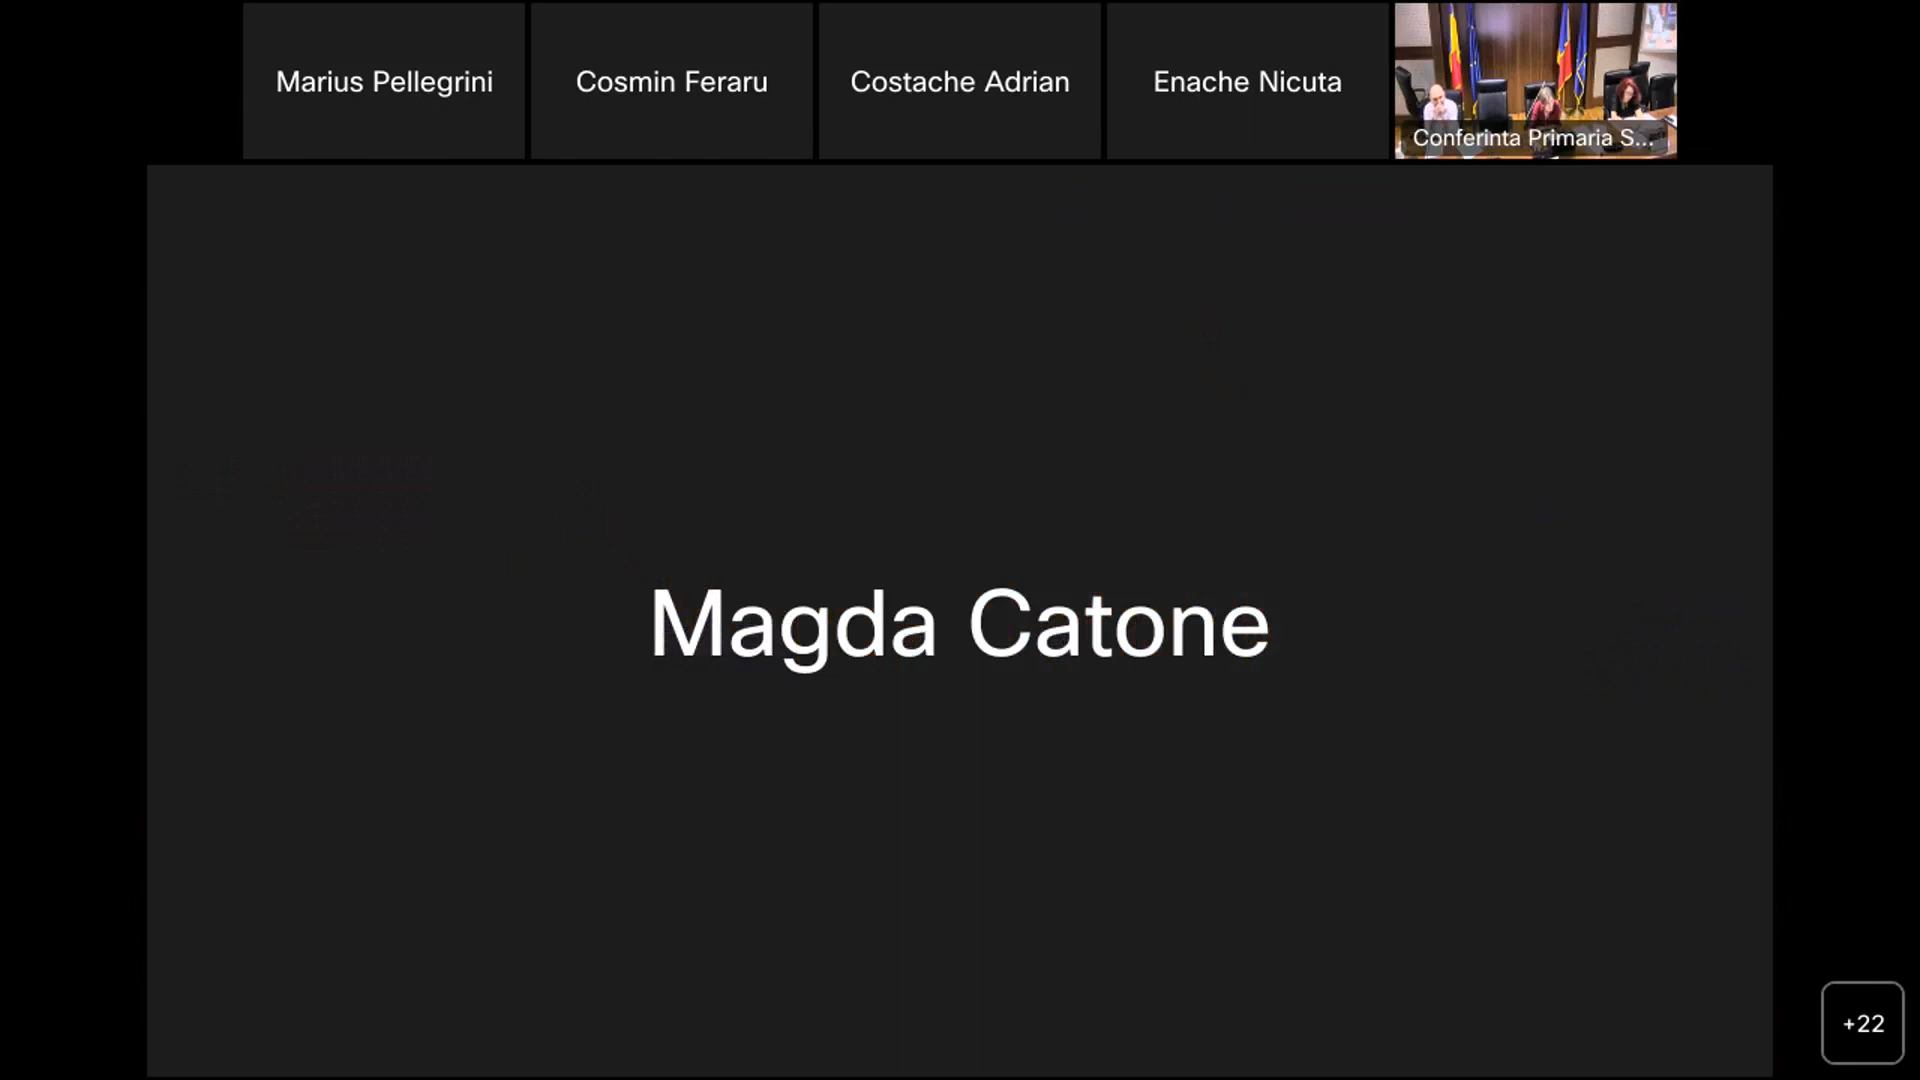 Marius Pellegrini
Cosmin Feraru
Costache Adrian
Enache Nicuta
Conferinta Primaria S...
Magda Catone
+22